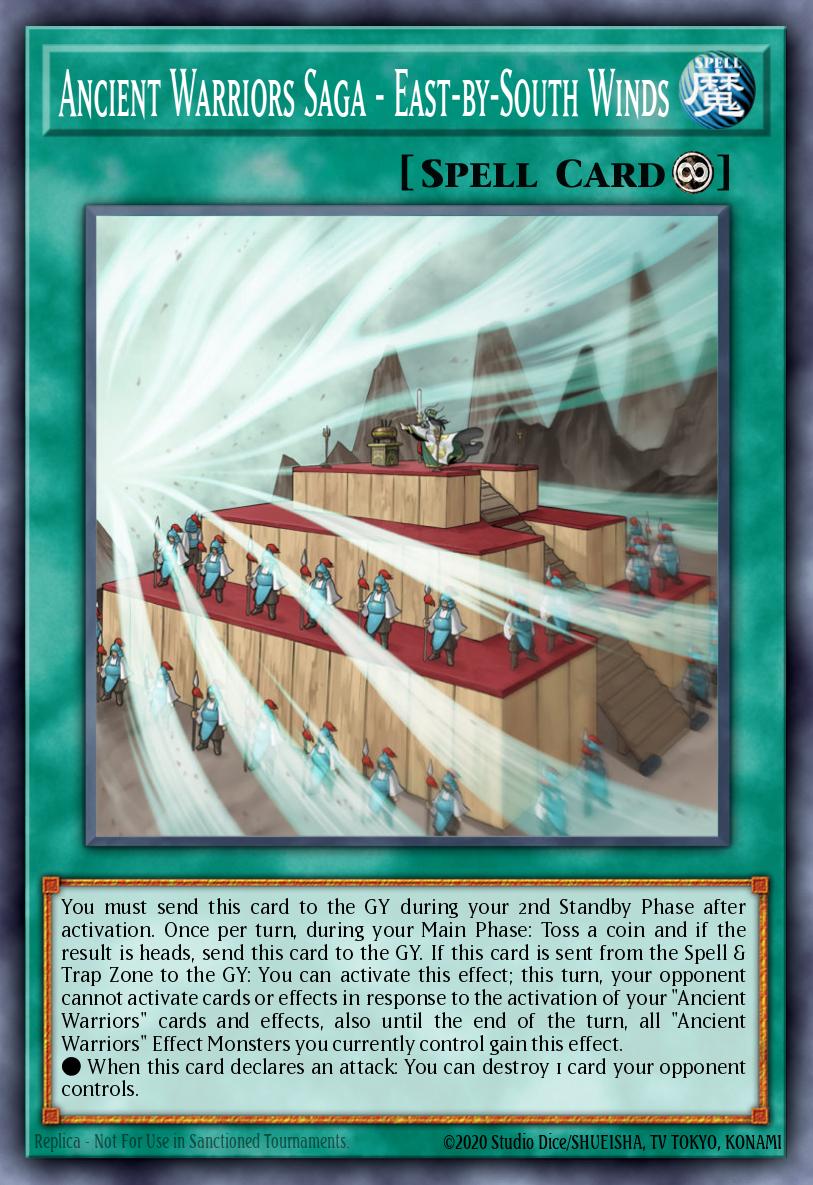 Ancient Warriors Saga - East-by-South Winds
SPELL
魔
[Spell Card]
You must send this card to the GY during your 2nd Standby Phase after
activation. Once per turn, during your Main Phase: Toss a coin and if the
result is heads, send this card to the GY. If this card is sent from the Spell &
Trap Zone to the GY: You can activate this effect; this turn, your opponent
cannot activate cards or effects in response to the activation of your "Ancient
Warriors" cards and effects, also until the end of the turn, all "Ancient
Warriors" Effect Monsters you currently control gain this effect.
● When this card declares an attack: You can destroy 1 card your opponent
controls.
Replica - Not For Use in Sanctioned Tournaments.
©2020 Studio Dice/SHUEISHA, TV TOKYO, KONAMI